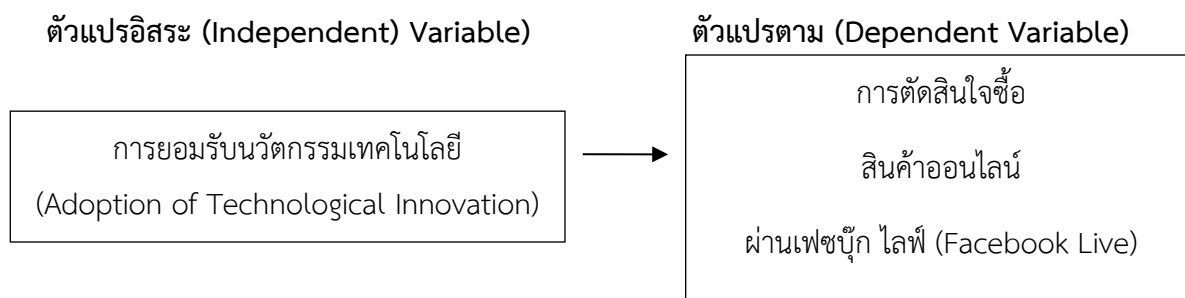 ตัวแปรอิสระ (Independent) Variable)
ตัวแปรตาม (Dependent Variable)
การยอมรับนวัตกรรมเทคโนโลยี
(Adoption of Technological Innovation)
การตัดสินใจซื้อ
สินค้าออนไลน์
ผ่านเฟซบุ๊ก ไลฟ์ (Facebook Live)